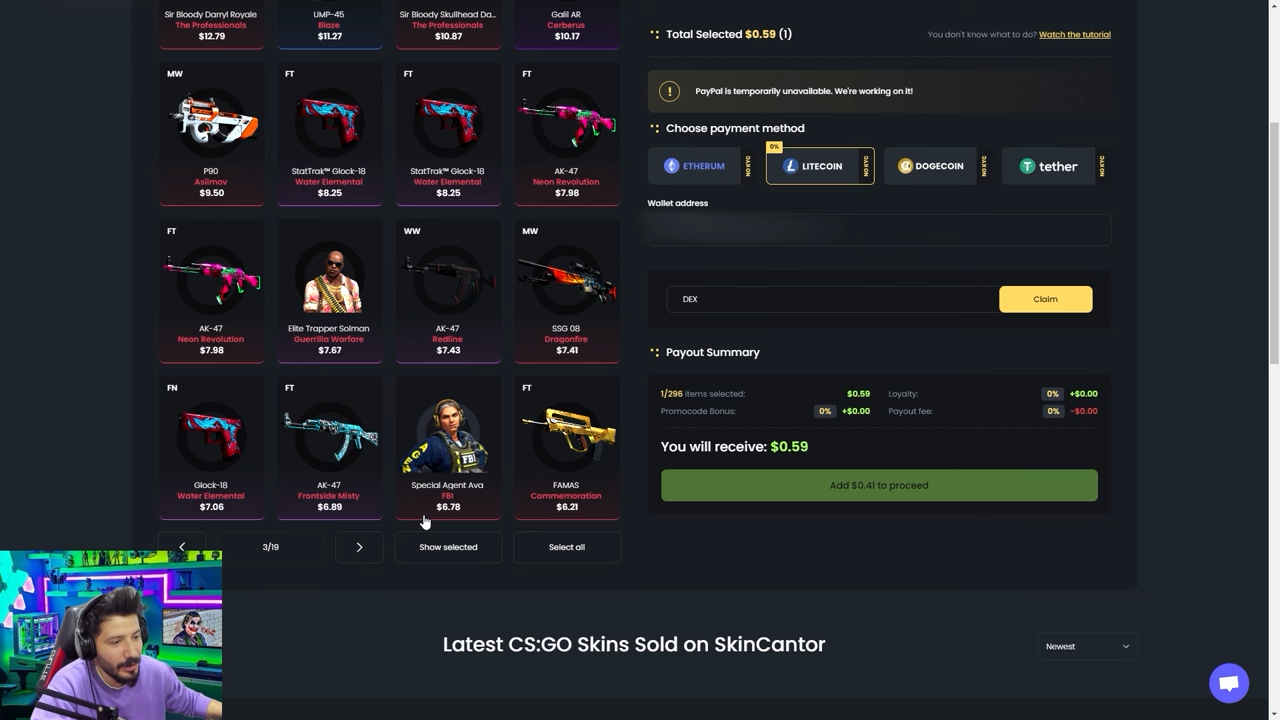 Sir Bloody Darryl Royale
The Professionals
$12.79
UMP-45
Blaze
$11.27
Sir Bloody Skullhead Da...
The Professionals
$10.87
Galil AR
Cerberus
$10.17
MW
P90
Asiimov
$9.50
FT
StatTrak™ Glock-18
Water Elemental
$8.25
FT
StatTrak™ Glock-18
Water Elemental
$8.25
FT
AK-47
Neon Revolution
$7.98
FT
AK-47
Neon Revolution
$7.98
Elite Trapper Solman
Guerrilla Warfare
$7.67
WW
AK-47
Redline
$7.43
MW
SSG 08
Dragonfire
$7.41
FN
Glock-18
Water Elemental
$7.06
FT
AK-47
Frontside Misty
$6.89
FBI
Special Agent Ava
FBI
$6.78
FT
FAMAS
Commemoration
$6.21
3/19
Show selected
Select all
Total Selected $0.59 (1)
You don't know what to do? Watch the tutorial
PayPal is temporarily unavailable. We're working on it!
Choose payment method
ETHERUM
NO KYC
0%
LITECOIN
NO KYC
DOGECOIN
NO KYC
tether
NO KYC
Wallet address
DEX
Claim
Payout Summary
1/296 items selected: $0.59
Loyalty: 0% +$0.00
Promocode Bonus: 0% +$0.00
Payout fee: 0% -$0.00
You will receive: $0.59
Add $0.41 to proceed
Latest CS:GO Skins Sold on SkinCantor
Newest